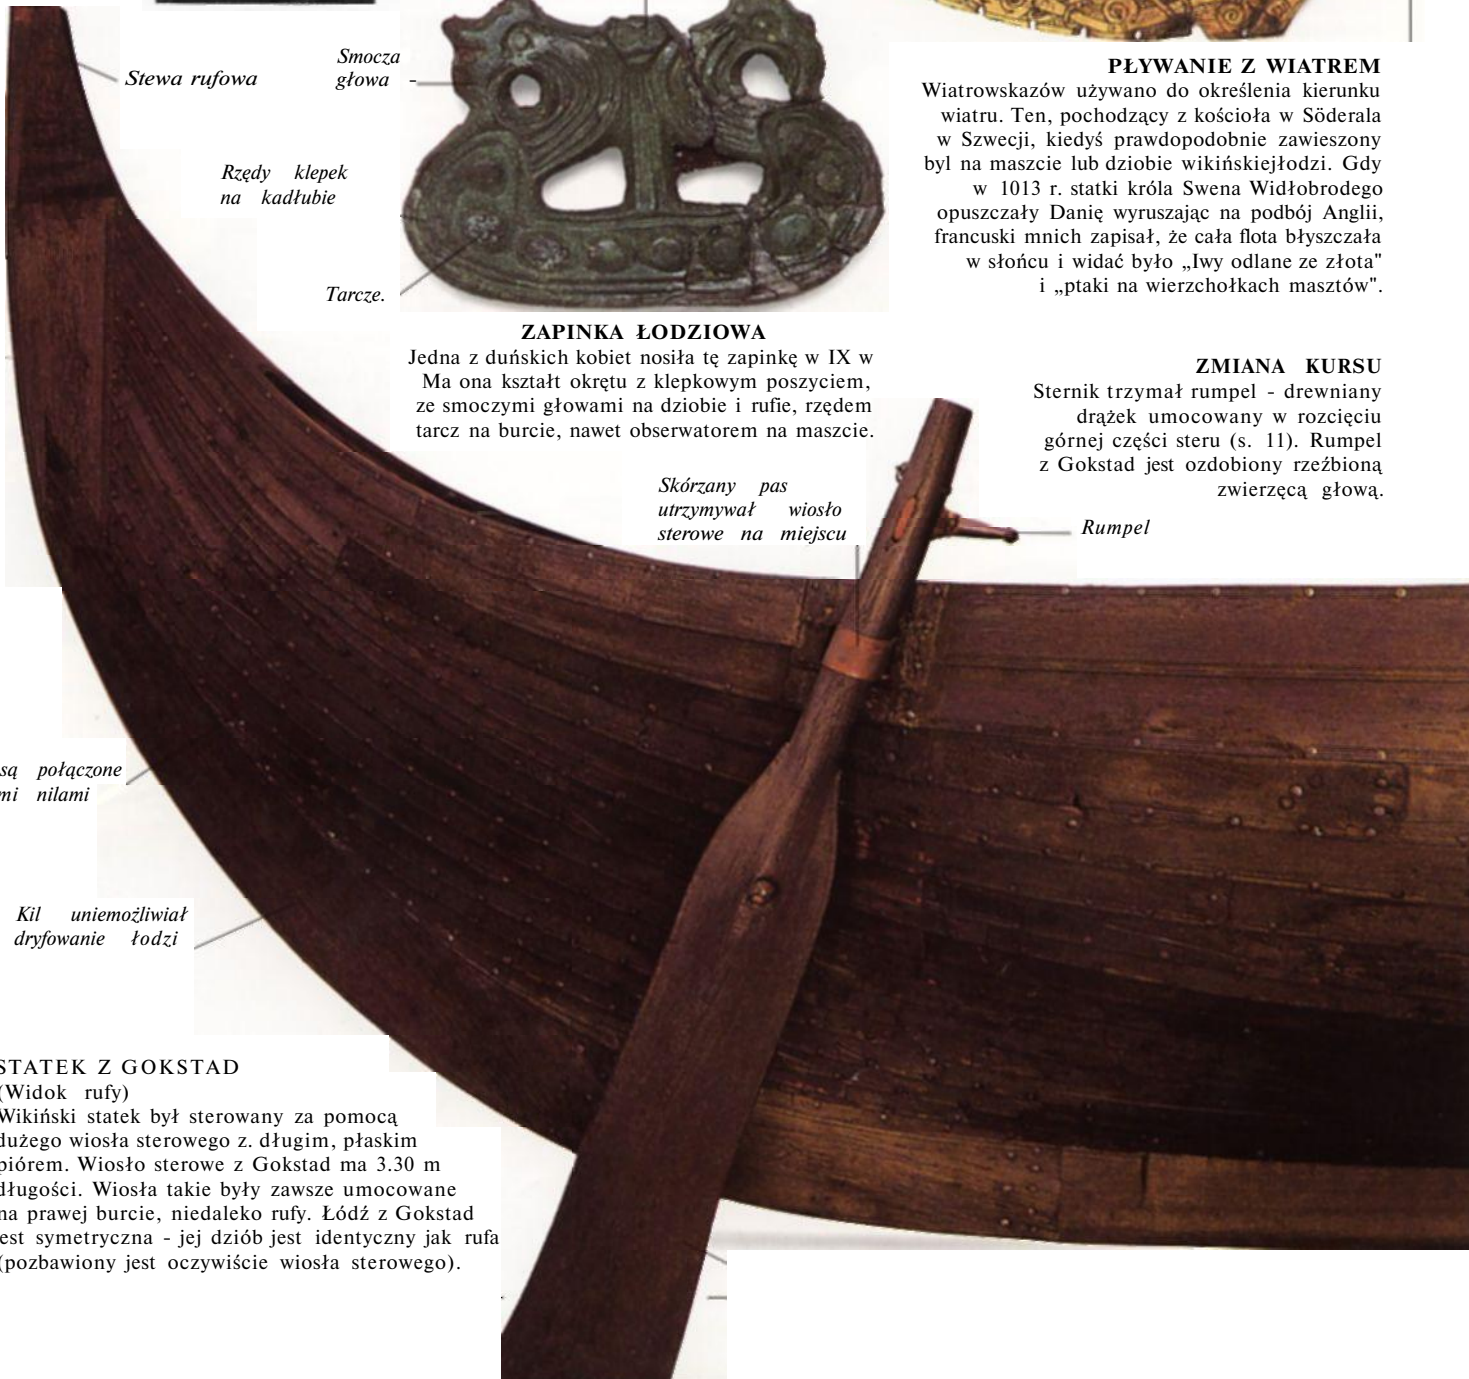 Stewa rufowa
Smocza
głowa -
Rzędy klepek
na kadłubie
Tarcze.
ZAPINKA ŁODZIOWA
Jedna z duńskich kobiet nosiła tę zapinkę w IX w
Ma ona kształt okrętu z klepkowym poszyciem,
ze smoczymi głowami na dziobie i rufie, rzędem
tarcz na burcie, nawet obserwatorem na maszcie.
PŁYWANIE Z WIATREM
Wiatrowskazów używano do określenia kierunku
wiatru. Ten, pochodzący z kościoła w Söderala
w Szwecji, kiedyś prawdopodobnie zawieszony
byl na maszcie lub dziobie wikińskiejłodzi. Gdy
w 1013 r. statki króla Swena Widłobrodego
opuszczały Danię wyruszając na podbój Anglii,
francuski mnich zapisał, że cała flota błyszczała
w słońcu i widać było „Iwy odlane ze złota"
i „ptaki na wierzchołkach masztów".
ZMIANA KURSU
Sternik trzymał rumpel - drewniany
drążek umocowany w rozcięciu
górnej części steru (s. 11). Rumpel
z Gokstad jest ozdobiony rzeźbioną
zwierzęcą głową.
Skórzany pas
utrzymywał wiosło
sterowe na miejscu
Rumpel
są połączone
mi nilami
Kil uniemożliwiał
dryfowanie łodzi
STATEK Z GOKSTAD
(Widok rufy)
Wikiński statek był sterowany za pomocą
dużego wiosła sterowego z. długim, płaskim
piórem. Wiosło sterowe z Gokstad ma 3.30 m
długości. Wiosła takie były zawsze umocowane
na prawej burcie, niedaleko rufy. Łódź z Gokstad
jest symetryczna - jej dziób jest identyczny jak rufa
(pozbawiony jest oczywiście wiosła sterowego).